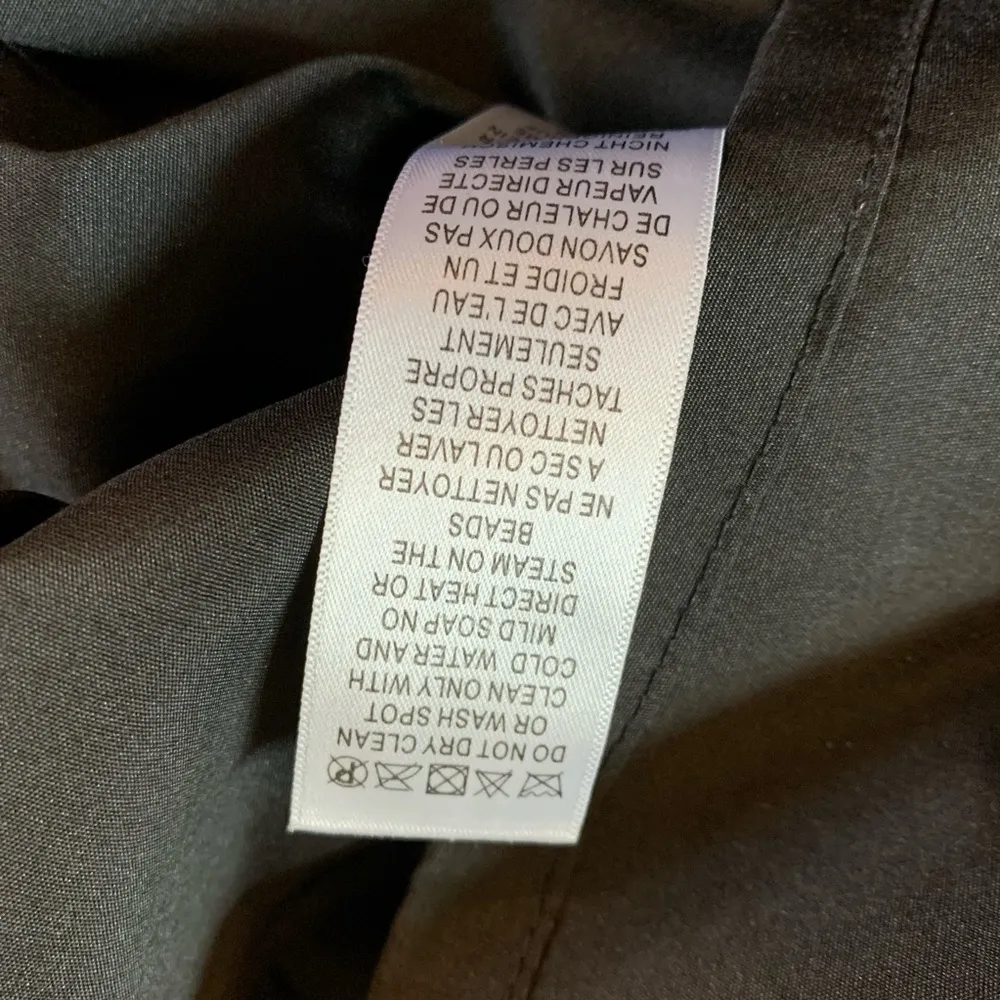 DO NOT DRY CLEAN
OR WASH SPOT
CLEAN ONLY WITH
COLD WATER AND
MILD SOAP NO
DIRECT HEAT OR
STEAM ON THE
BEADS
NE PAS NETTOYER
A SEC OU LAVER
NETTOYER LES
TACHES PROPRE
SEULEMENT
AVEC DE L'EAU
FROIDE ET UN
SAVON DOUX PAS
DE CHALEUR OU DE
VAPEUR DIRECTE
SUR LES PERLES
NICHT CHEMISCH